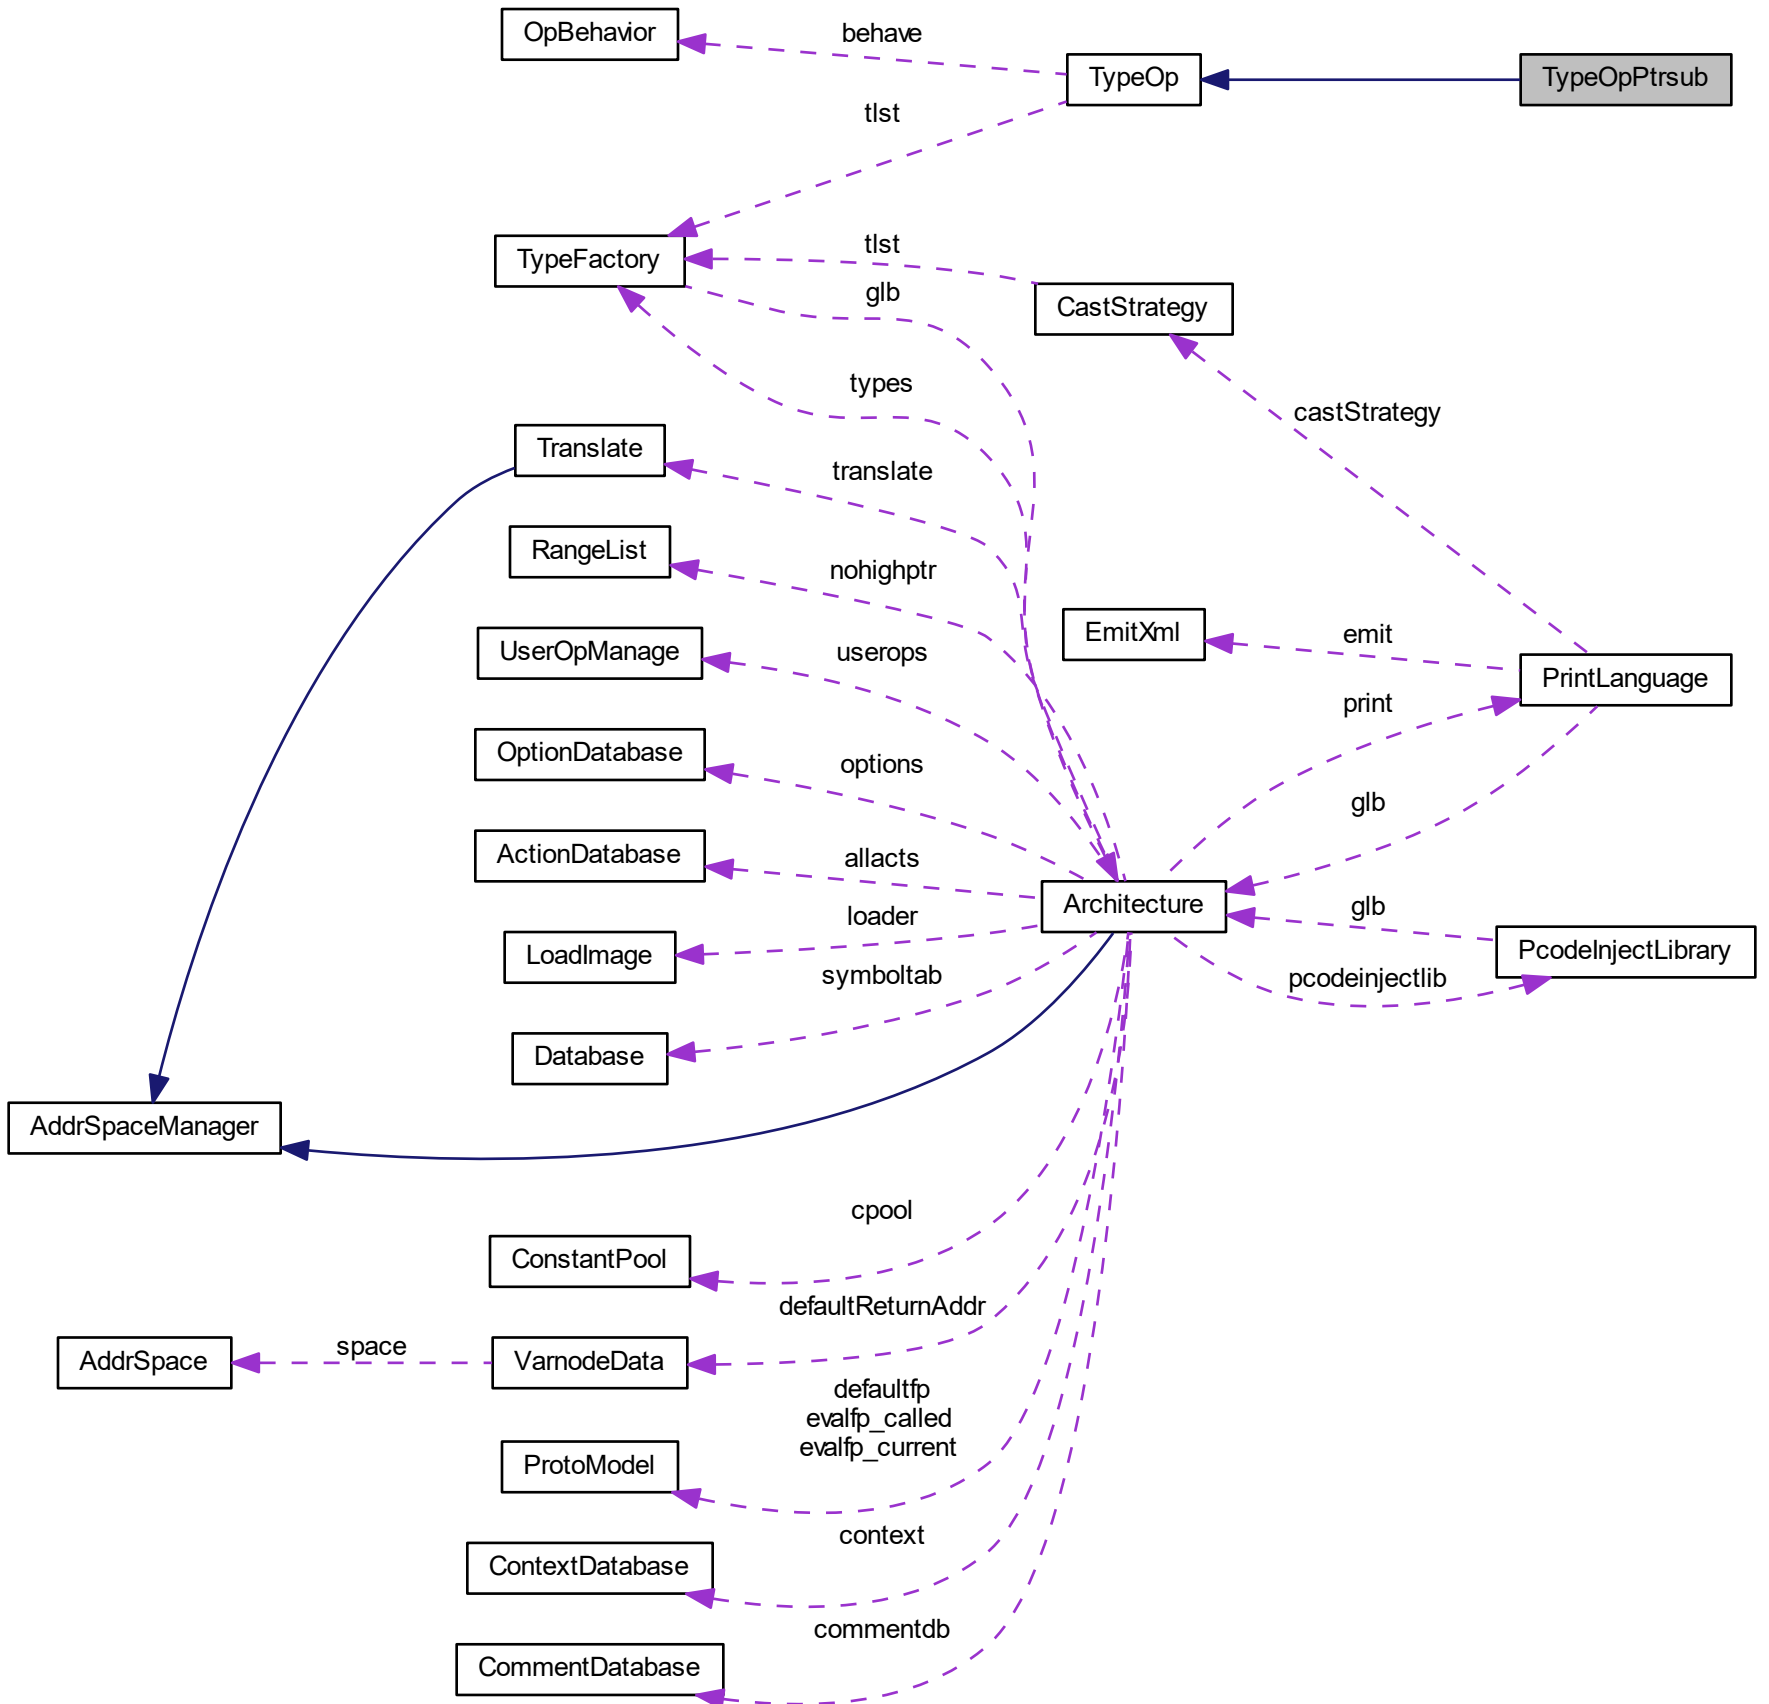 OpBehavior
behave
TypeOp
TypeOpPtrsub
tlst
TypeFactory
tlst
glb
CastStrategy
types
castStrategy
Translate
translate
RangeList
nohighptr
EmitXml
emit
UserOpManage
userops
PrintLanguage
print
OptionDatabase
options
glb
ActionDatabase
allacts
Architecture
glb
LoadImage
loader
PcodeInjectLibrary
symboltab
pcodeinjectlib
Database
AddrSpaceManager
cpool
ConstantPool
defaultReturnAddr
AddrSpace
space
VarnodeData
defaultfp
evalfp_called
evalfp_current
ProtoModel
context
ContextDatabase
commentdb
CommentDatabase